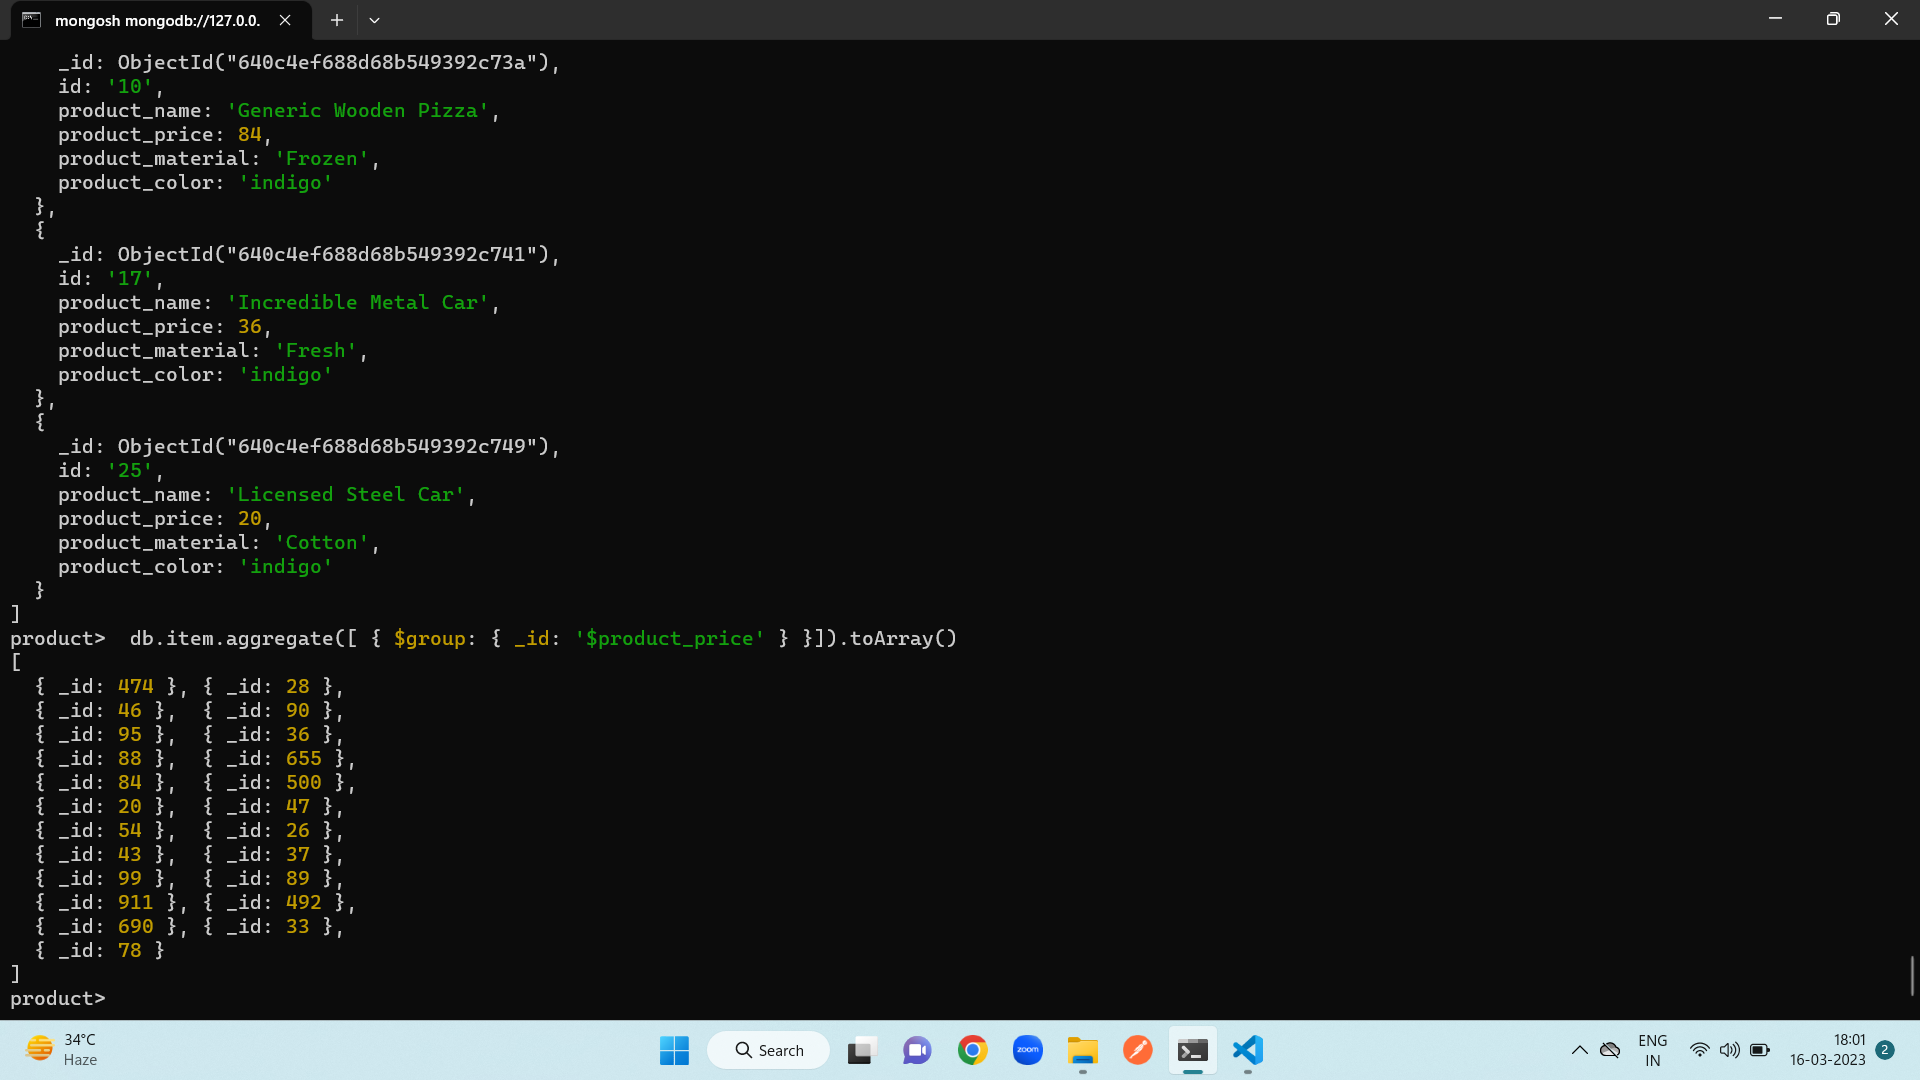 mongosh mongodb://127.0.0.
_id: ObjectId("640c4ef688d68b549392c73a"),
id: '10',
product_name: 'Generic Wooden Pizza',
product_price: 84,
product_material: 'Frozen',
product_color: 'indigo'
},
{
_id: ObjectId("640c4ef688d68b549392c741"),
id: '17',
product_name: 'Incredible Metal Car',
product_price: 36,
product_material: 'Fresh',
product_color: 'indigo'
},
{
_id: ObjectId("640c4ef688d68b549392c749"),
id: '25',
product_name: 'Licensed Steel Car',
product_price: 20,
product_material: 'Cotton',
product_color: 'indigo'
}
]
product>  db.item.aggregate([ { $group: { _id: '$product_price' } }]).toArray()
[
{ _id: 474 }, { _id: 28 },
{ _id: 46 },  { _id: 90 },
{ _id: 95 },  { _id: 36 },
{ _id: 88 },  { _id: 655 },
{ _id: 84 },  { _id: 500 },
{ _id: 20 },  { _id: 47 },
{ _id: 54 },  { _id: 26 },
{ _id: 43 },  { _id: 37 },
{ _id: 99 },  { _id: 89 },
{ _id: 911 }, { _id: 492 },
{ _id: 690 }, { _id: 33 },
{ _id: 78 }
]
product>
34°C
Haze
Search
zoom
ENG
IN
18:01
16-03-2023
2